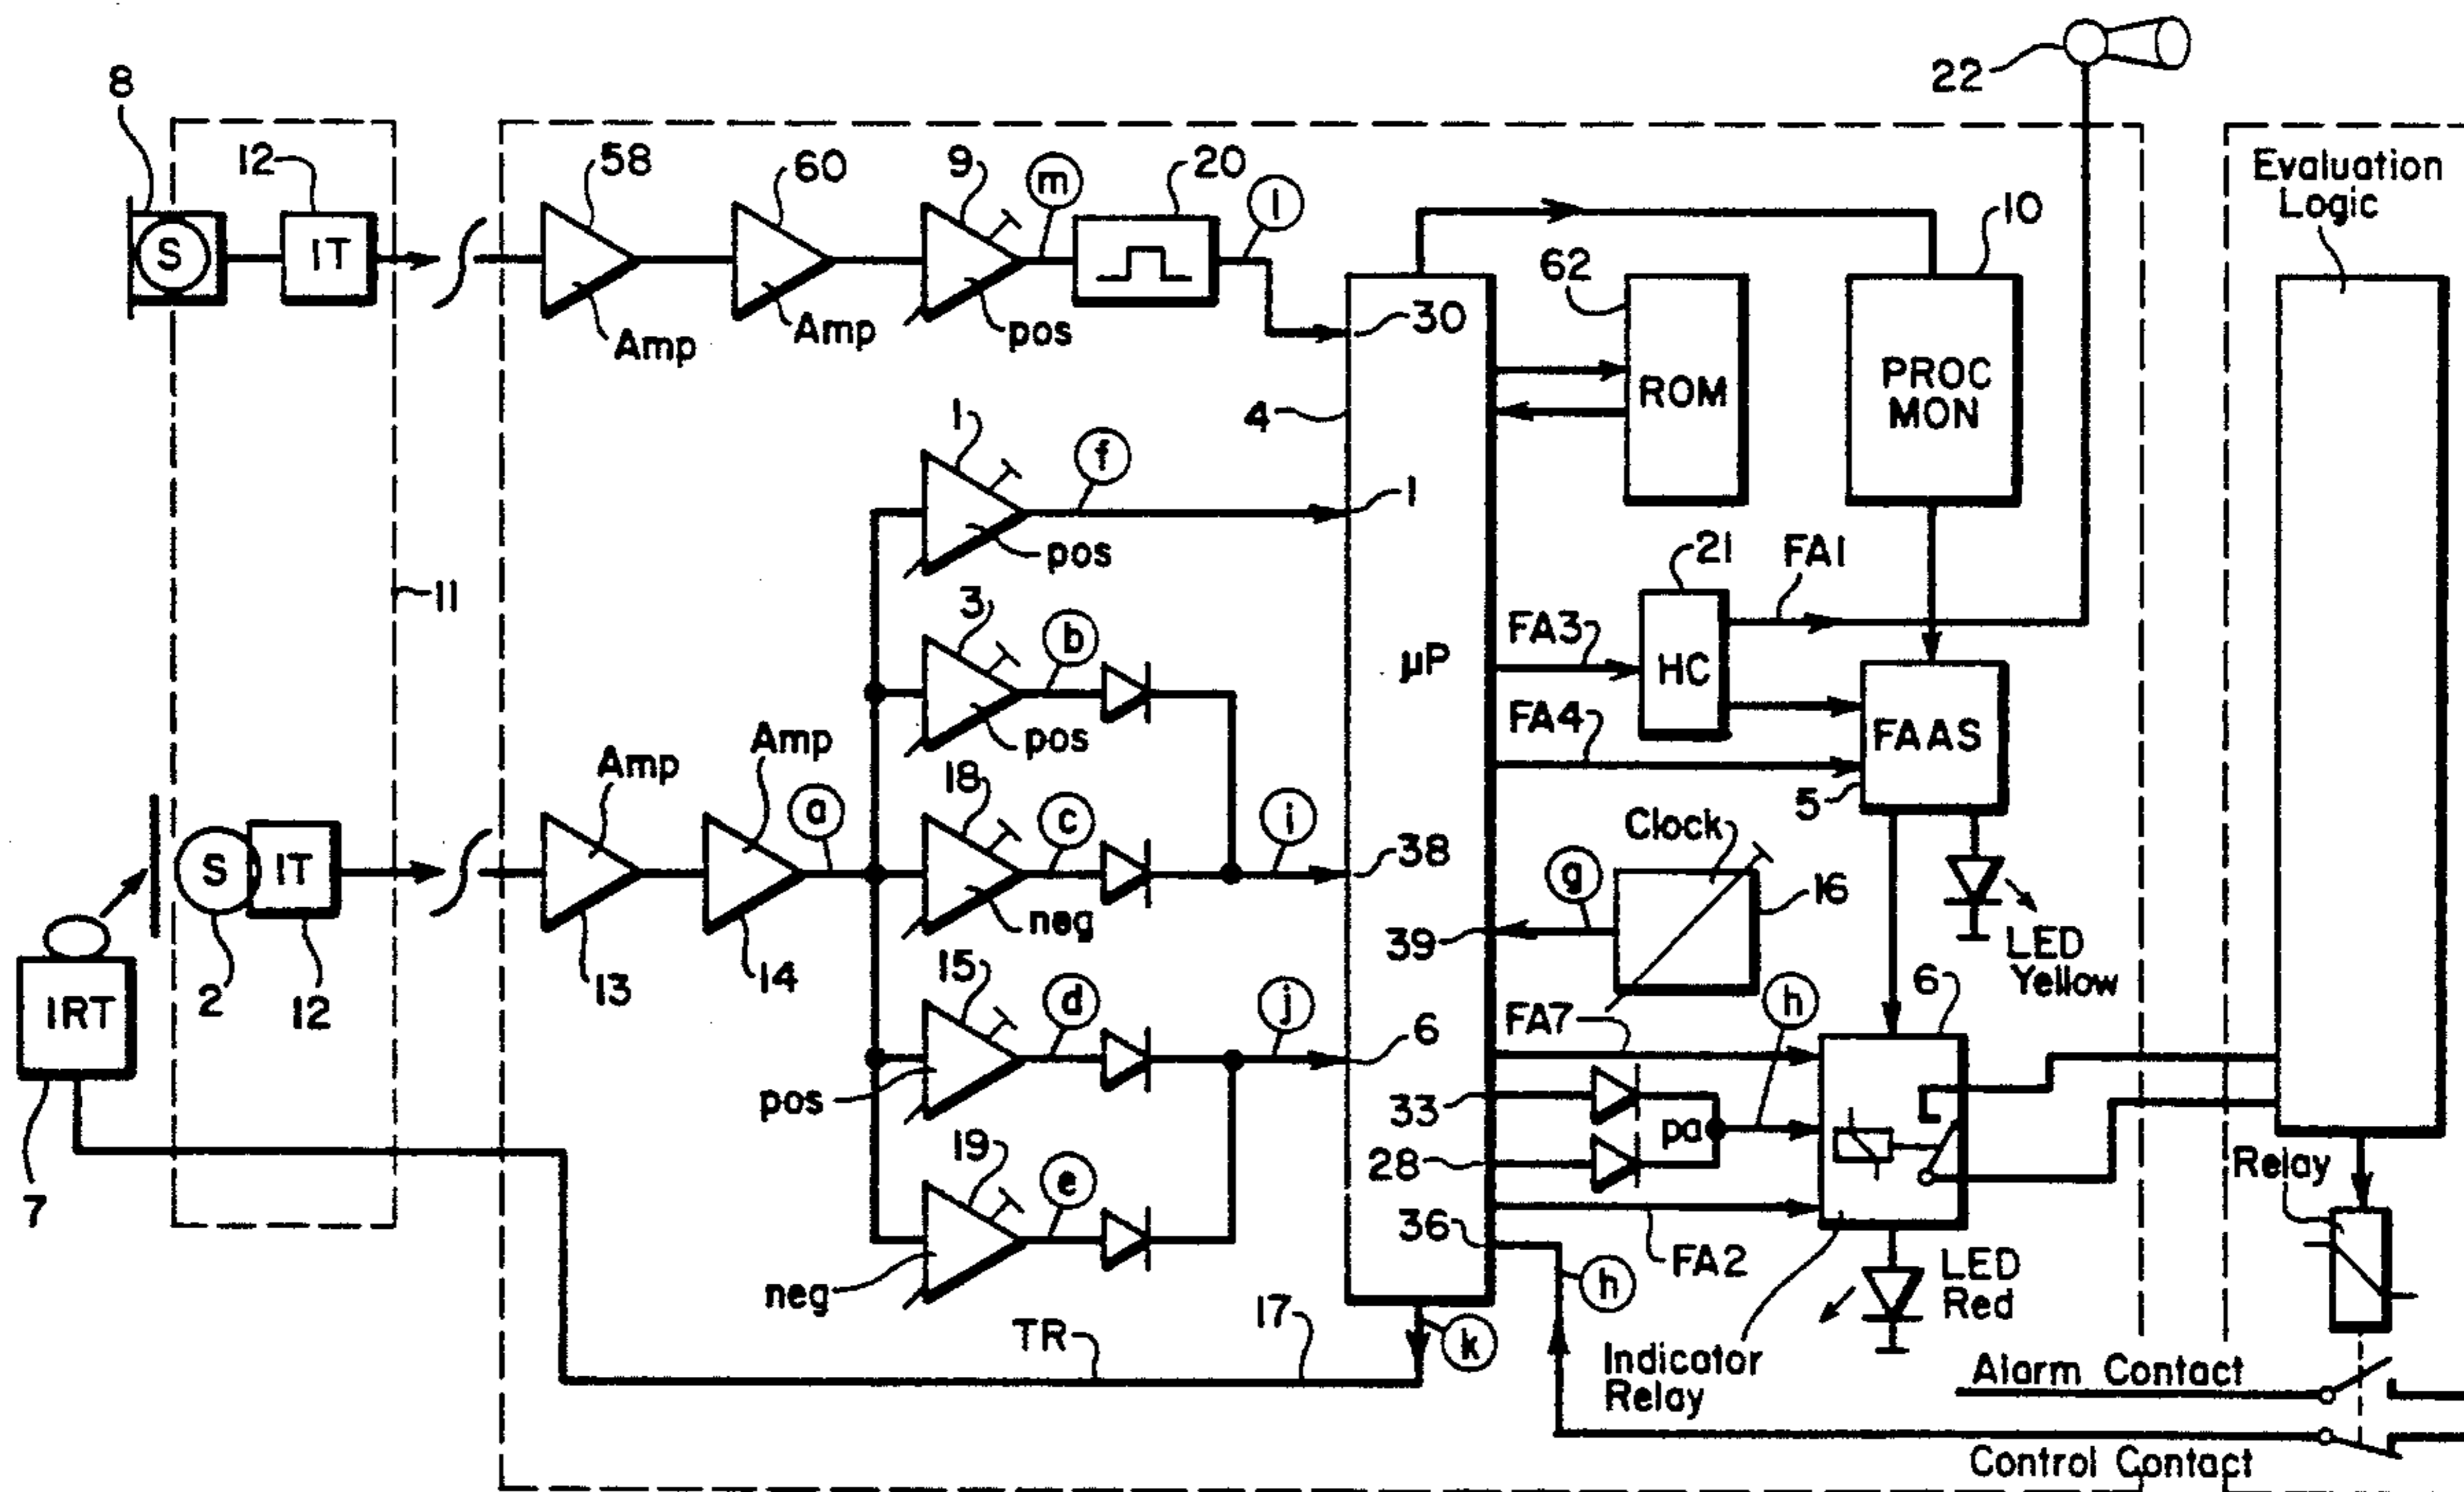 22
8
12
58
60
9
m
20
l
Evaluation
Logic
10
S
IT
Amp
Amp
pos
30
62
ROM
PROC
MON
4
1
f
1
pos
11
21
FA1
3
b
FA3
HC
µP
pos
FA4
FAAS
5
Amp
Amp
18
a
c
i
38
Clock
S
IT
neg
g
16
39
LED
Yellow
IRT
2
12
13
14
15
d
j
6
FA7
h
6
pos
33
pa
28
7
19
e
Relay
36
FA2
LED
Red
neg
h
TR
17
k
Indicator
Relay
Alarm Contact
Control Contact